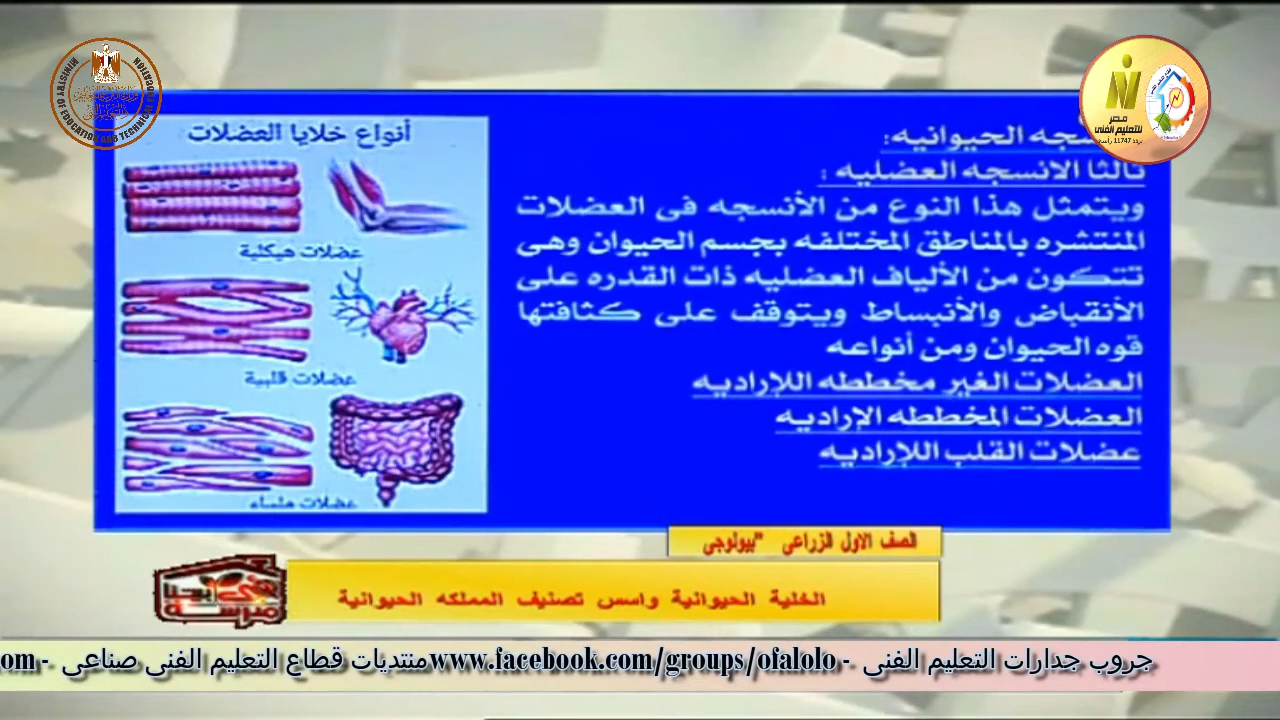 MINISTRY OF EDUCATION AND TECHNICAL EDUCATION
مصر
للتعليم الفنى
الحيوانيه:
ثالثا الانسجه العضليه :
ويتمثل هذا النوع من الأنسجه فى العضلات
المنتشره بالمناطق المختلفه بجسم الحيوان وهى
تتكون من الألياف العضليه ذات القدره على
الأنقباض والأنبساط ويتوقف على كثافتها
قوه الحيوان ومن أنواعه
العضلات الغير مخططه اللاراديه
العضلات المخططه الإراديه
عضلات القلب اللاراديه
أنواع خلايا العضلات
عضلات هيكلية
عضلات قلبية
عضلات ملساء
الصف الاول الزراعى "بيولوجى
الخلية الحيوانية واسس تصنيف المملكه الحيوانية
جروب جدارات التعليم الفنى - www.facebook.com/groups/ofalolo منتديات قطاع التعليم الفنى صناعى - om